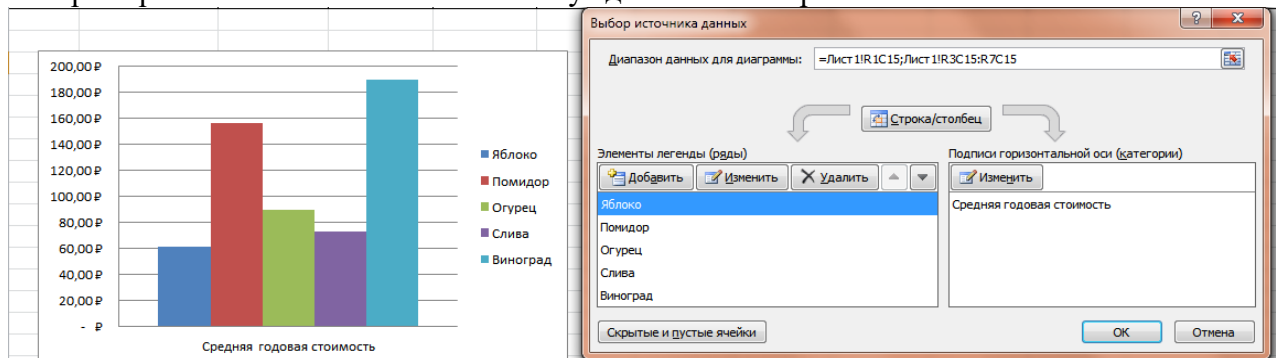 Выбор источника данных
?
X
Диапазон данных для диаграммы:
=Лист1!R1C15;Лист1!R3C15:R7C15
Строка/столбец
Элементы легенды (ряды)
Добавить
Изменить
Удалить
Яблоко
Помидор
Огурец
Слива
Виноград
Подписи горизонтальной оси (категории)
Изменить
Средняя годовая стоимость
Скрытые и пустые ячейки
ОК
Отмена
200,00 ₽
180,00 ₽
160,00 ₽
140,00 ₽
120,00 ₽
100,00 ₽
80,00 ₽
60,00 ₽
40,00 ₽
20,00 ₽
- ₽
Средняя годовая стоимость
Яблоко
Помидор
Огурец
Слива
Виноград